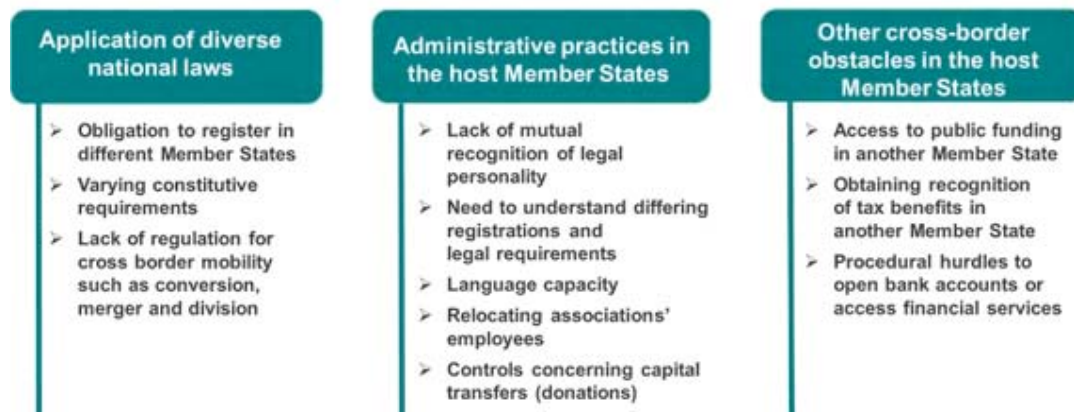 Application of diverse
national laws
➢ Obligation to register in
different Member States
➢ Varying constitutive
requirements
➢ Lack of regulation for
cross border mobility
such as conversion,
merger and division
Administrative practices in
the host Member States
➢ Lack of mutual
recognition of legal
personality
➢ Need to understand differing
registrations and
legal requirements
➢ Language capacity
➢ Relocating associations’
employees
➢ Controls concerning capital
transfers (donations)
Other cross-border
obstacles in the host
Member States
➢ Access to public funding
in another Member State
➢ Obtaining recognition
of tax benefits in
another Member State
➢ Procedural hurdles to
open bank accounts or
access financial services